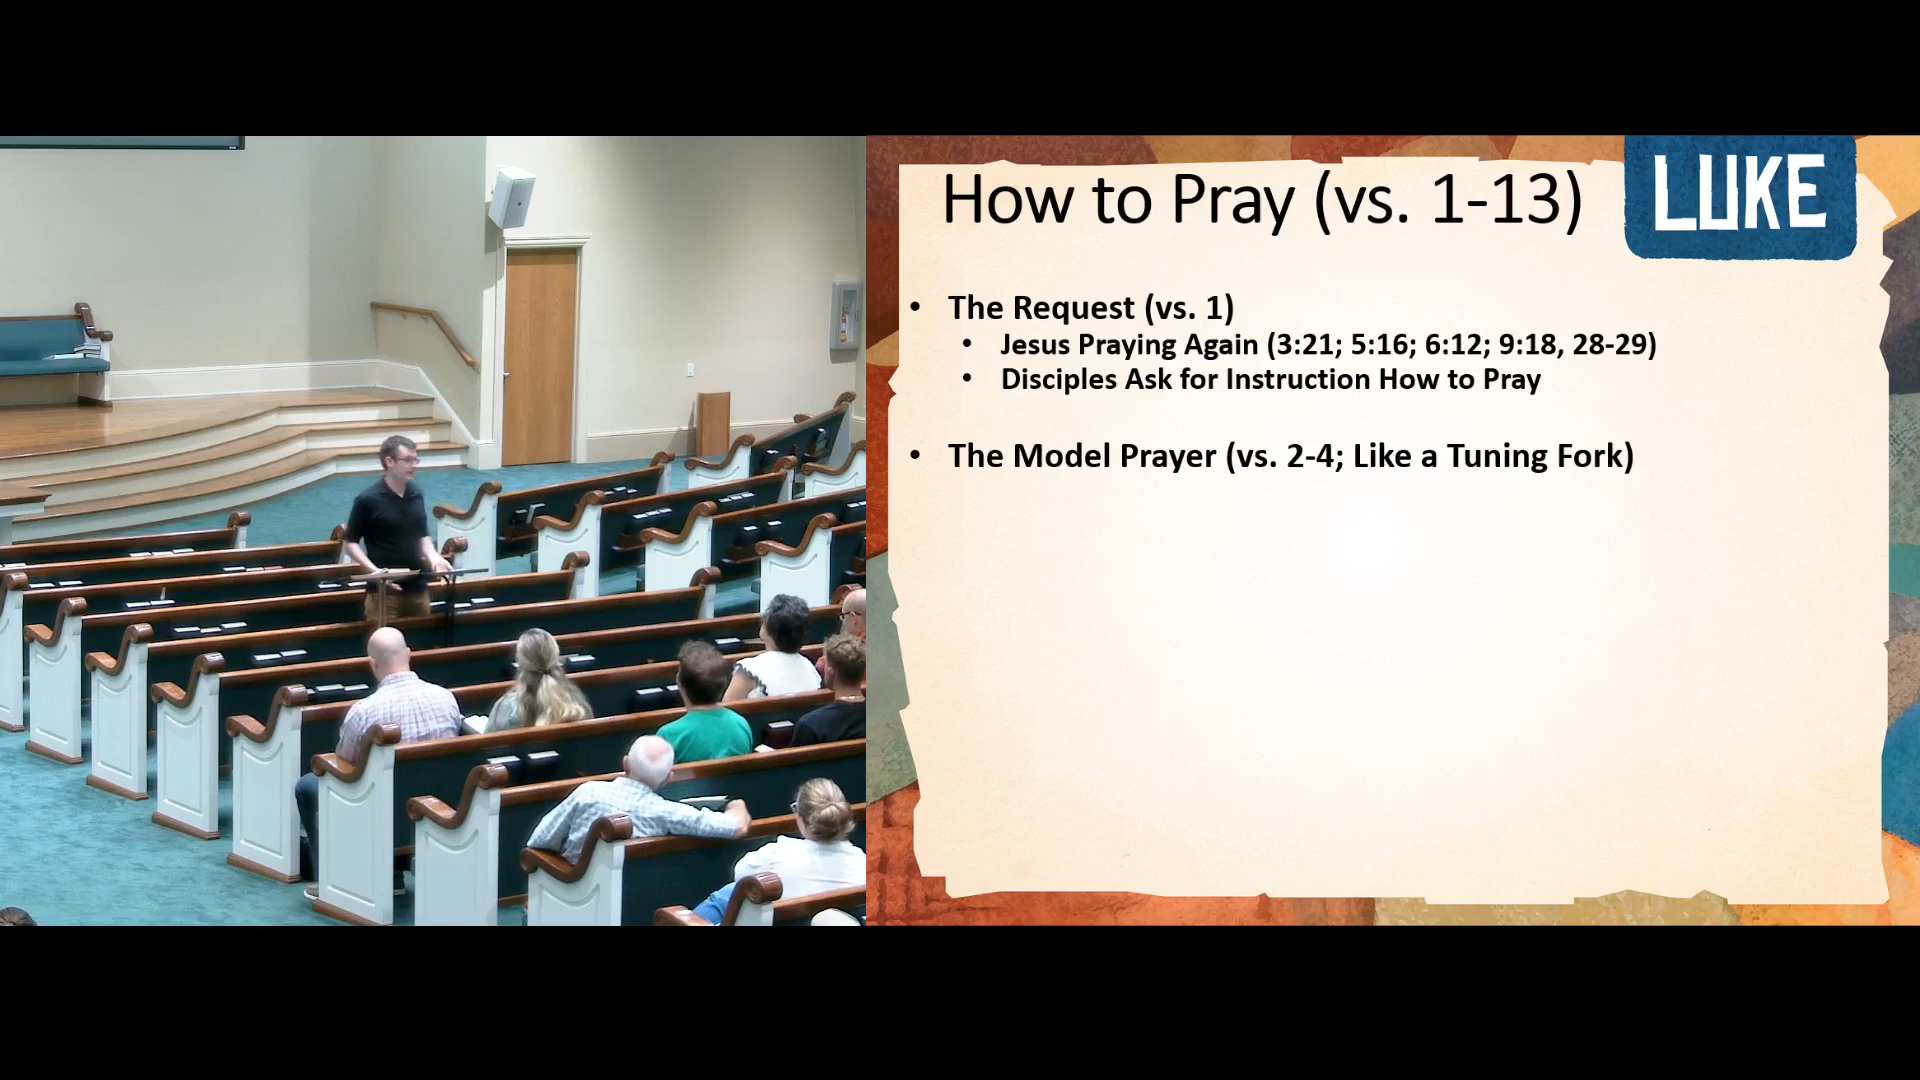 How to Pray (vs. 1-13)
LUKE
• The Request (vs. 1)
• Jesus Praying Again (3:21; 5:16; 6:12; 9:18, 28-29)
• Disciples Ask for Instruction How to Pray
• The Model Prayer (vs. 2-4; Like a Tuning Fork)